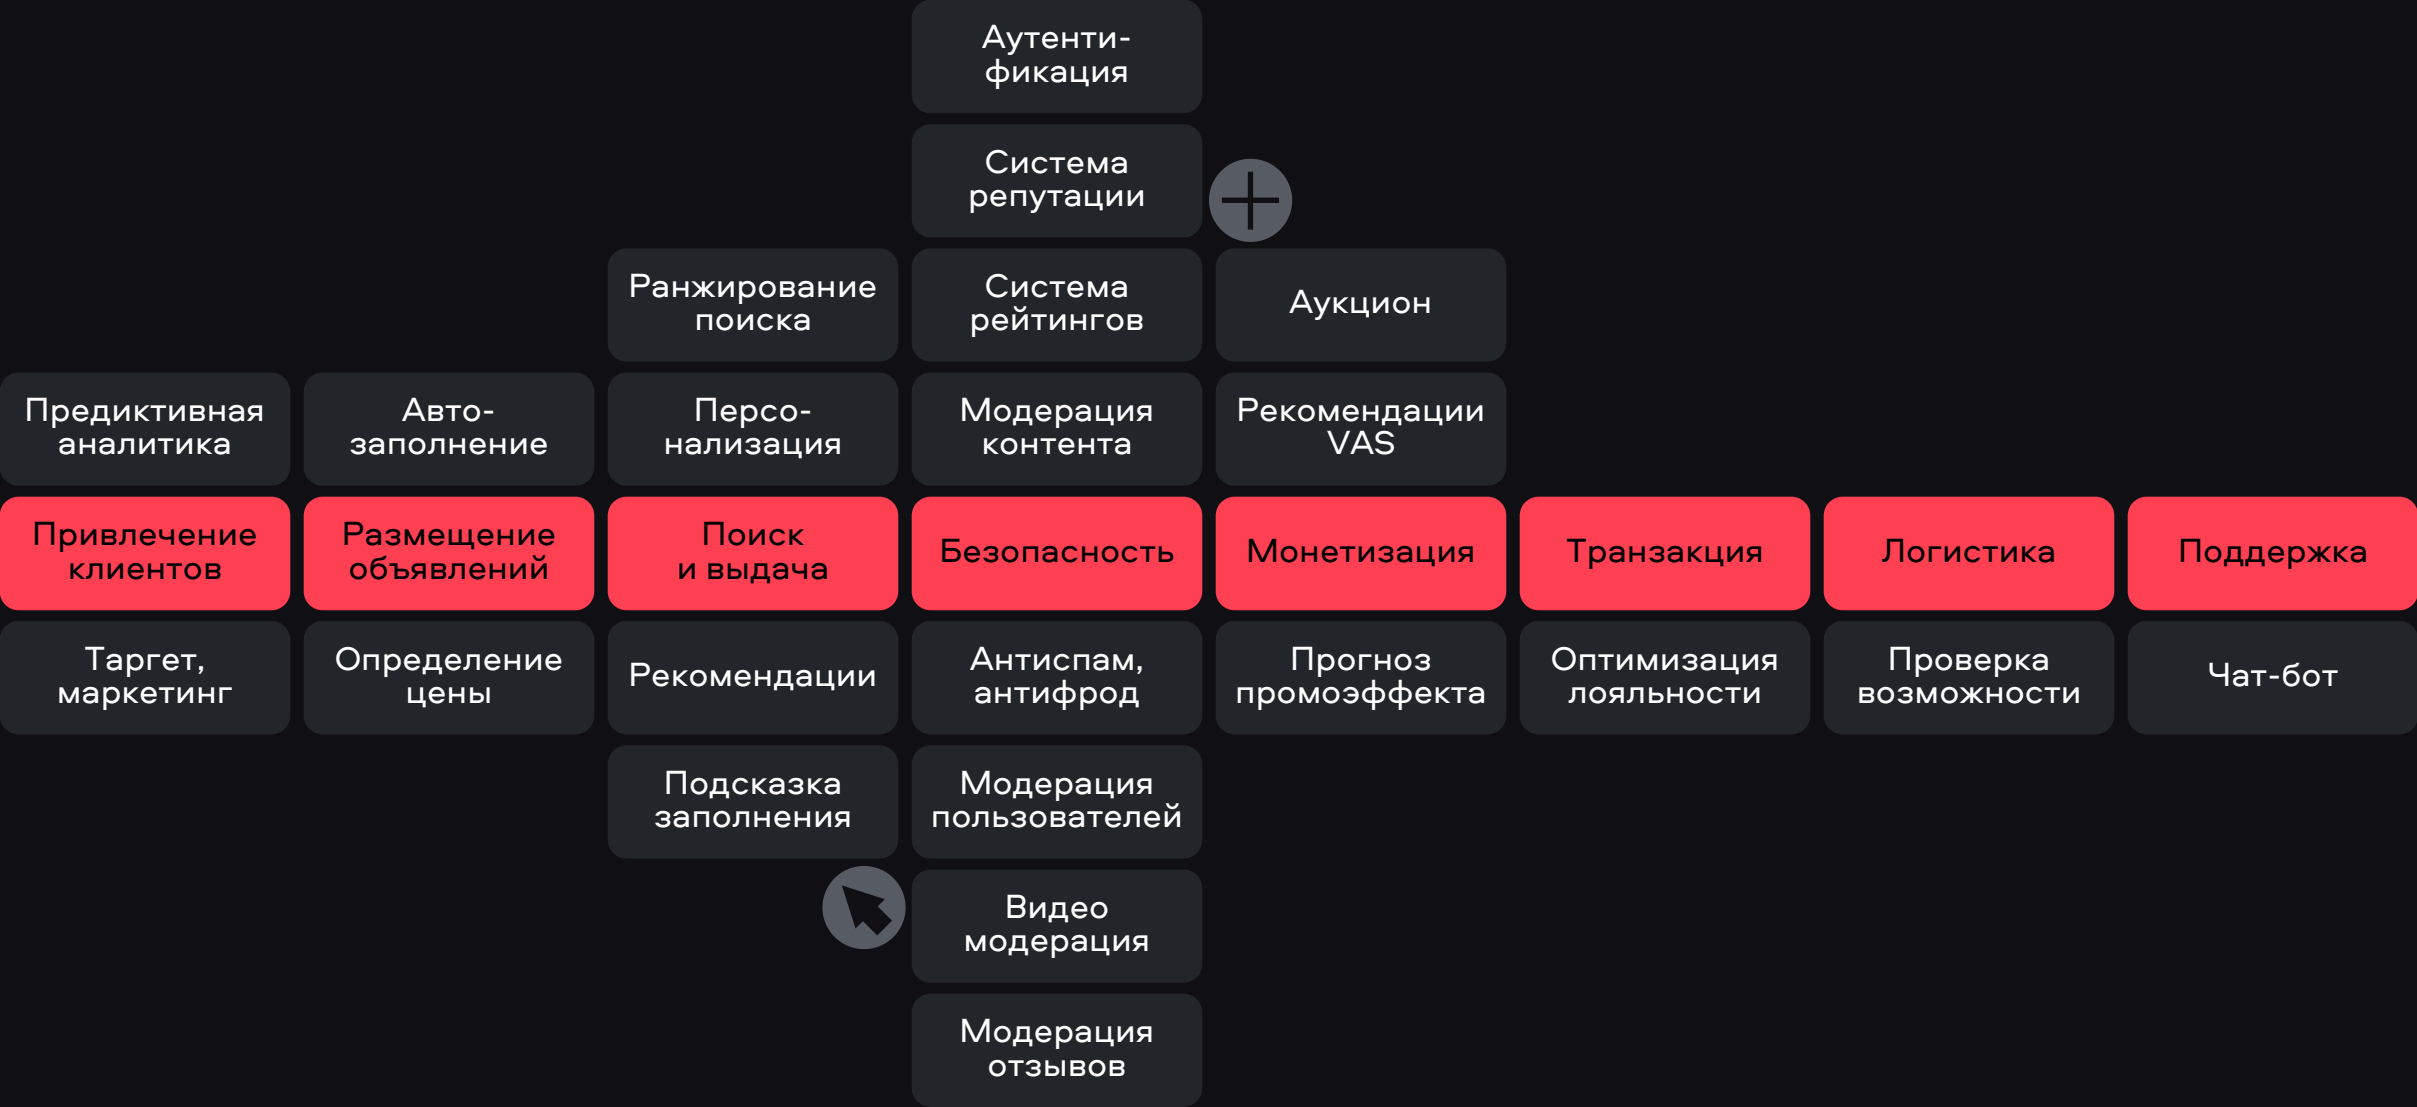 Аутенти-
фикация
Система
репутации
Ранжирование
поиска
Система
рейтингов
Аукцион
Предиктивная
аналитика
Авто-
заполнение
Персо-
нализация
Модерация
контента
Рекомендации
VAS
Привлечение
клиентов
Размещение
объявлений
Поиск
и выдача
Безопасность
Монетизация
Транзакция
Логистика
Поддержка
Таргет,
маркетинг
Определение
цены
Рекомендации
Антиспам,
антифрод
Прогноз
промоэффекта
Оптимизация
лояльности
Проверка
возможности
Чат-бот
Подсказка
заполнения
Модерация
пользователей
Видео
модерация
Модерация
отзывов